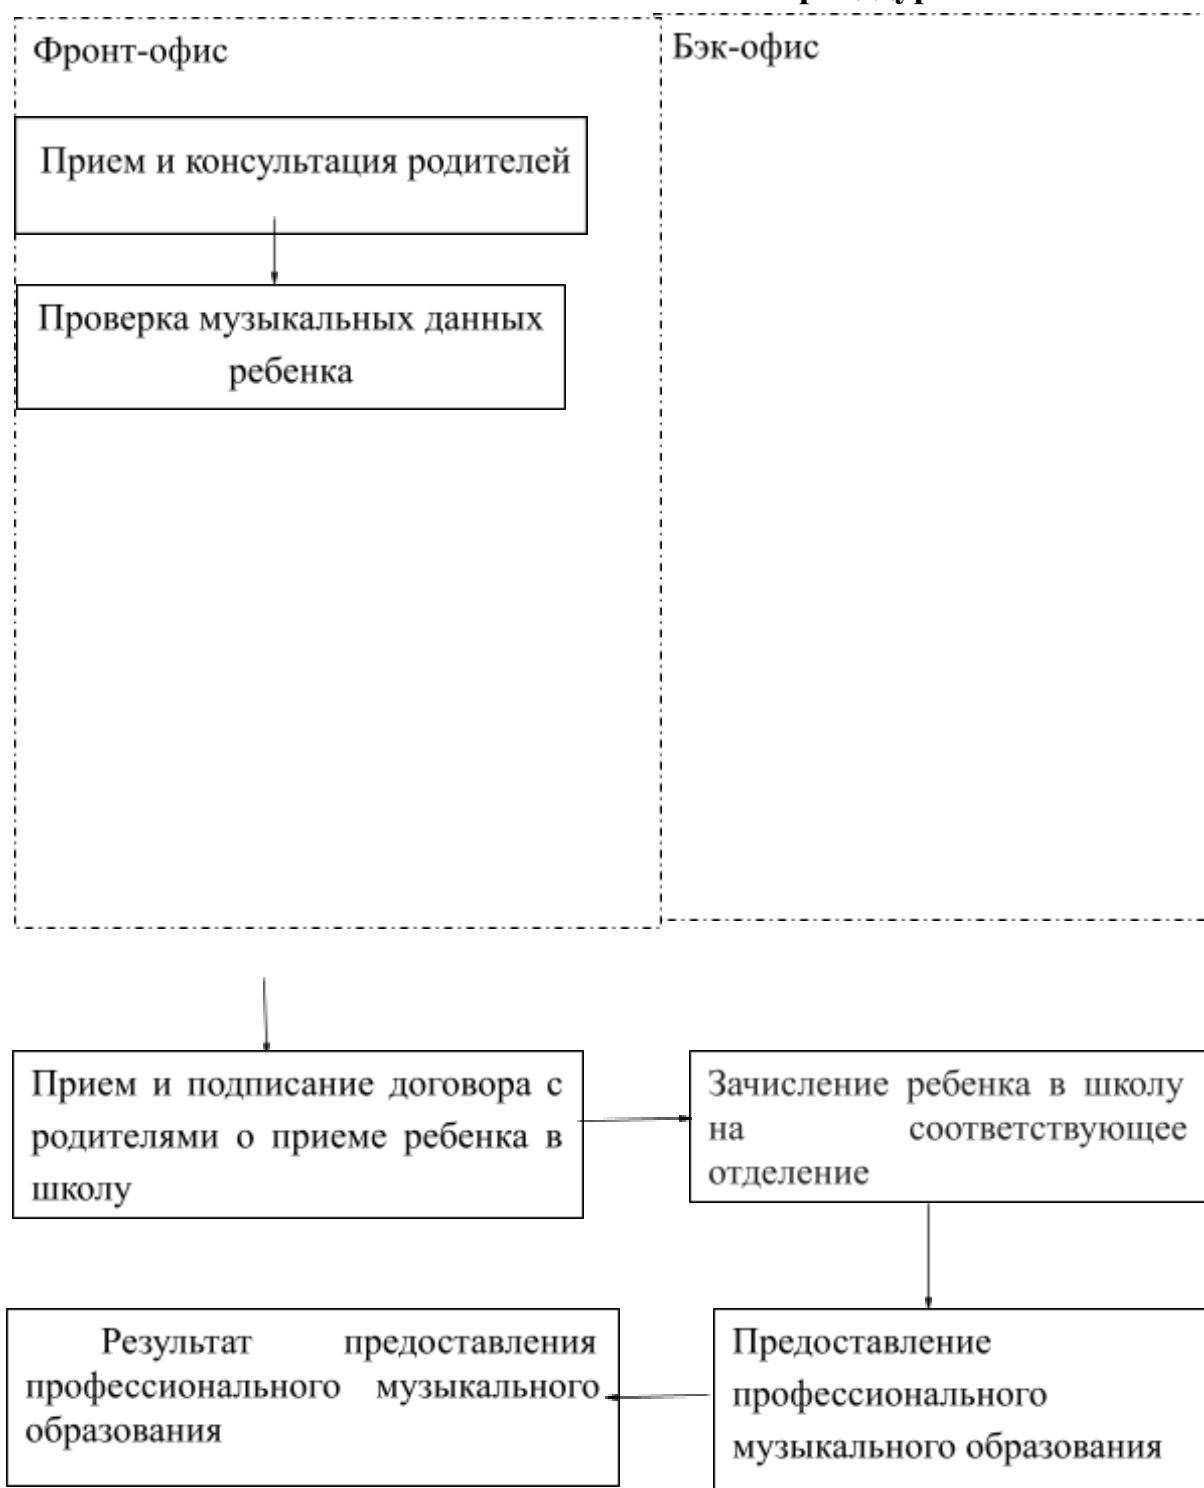 Фронт-офис
Бэк-офис
Прием и консультация родителей
Проверка музыкальных данных
ребенка
Прием и подписание договора с
родителями о приеме ребенка в
школу
Зачисление ребенка в школу
на соответствующее
отделение
Результат предоставления
профессионального музыкального
образования
Предоставление
профессионального
музыкального образования